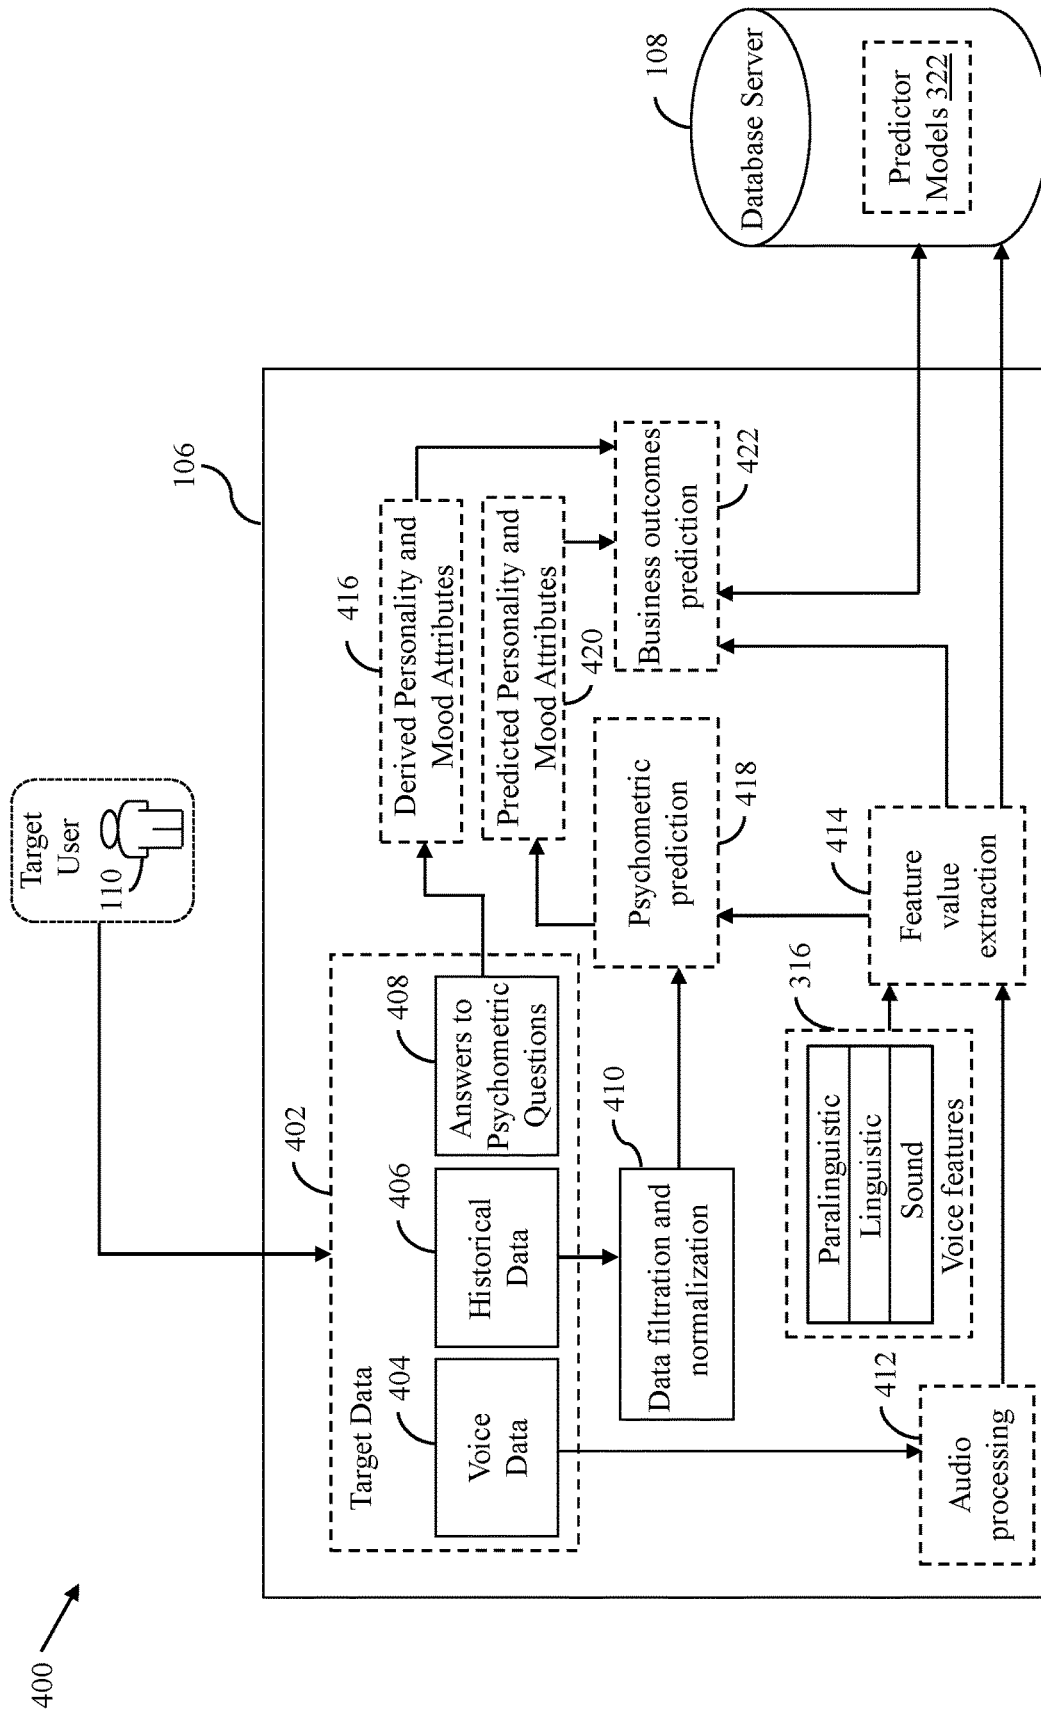 400
Target
User
110
106
108
Database Server
Predictor
Models 322
402
Target Data
404
Voice
Data
406
Historical
Data
408
Answers to
Psychometric
Questions
416
Derived Personality and
Mood Attributes
Predicted Personality and
Mood Attributes
420
410
Data filtration and
normalization
Psychometric
prediction
418
Business outcomes
prediction
422
412
Audio
processing
316
Paralinguistic
Linguistic
Sound
Voice features
414
Feature
value
extraction